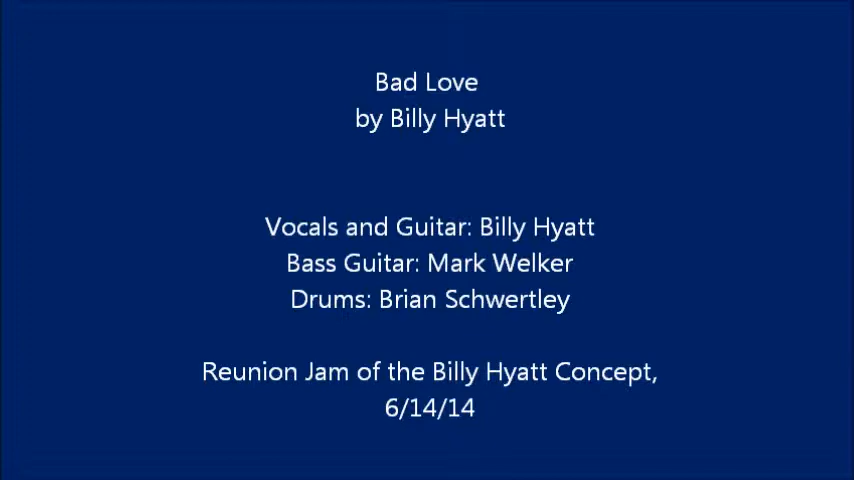 Bad Love
by Billy Hyatt
Vocals and Guitar: Billy Hyatt
Bass Guitar: Mark Welker
Drums: Brian Schwertley
Reunion Jam of the Billy Hyatt Concept,
6/14/14